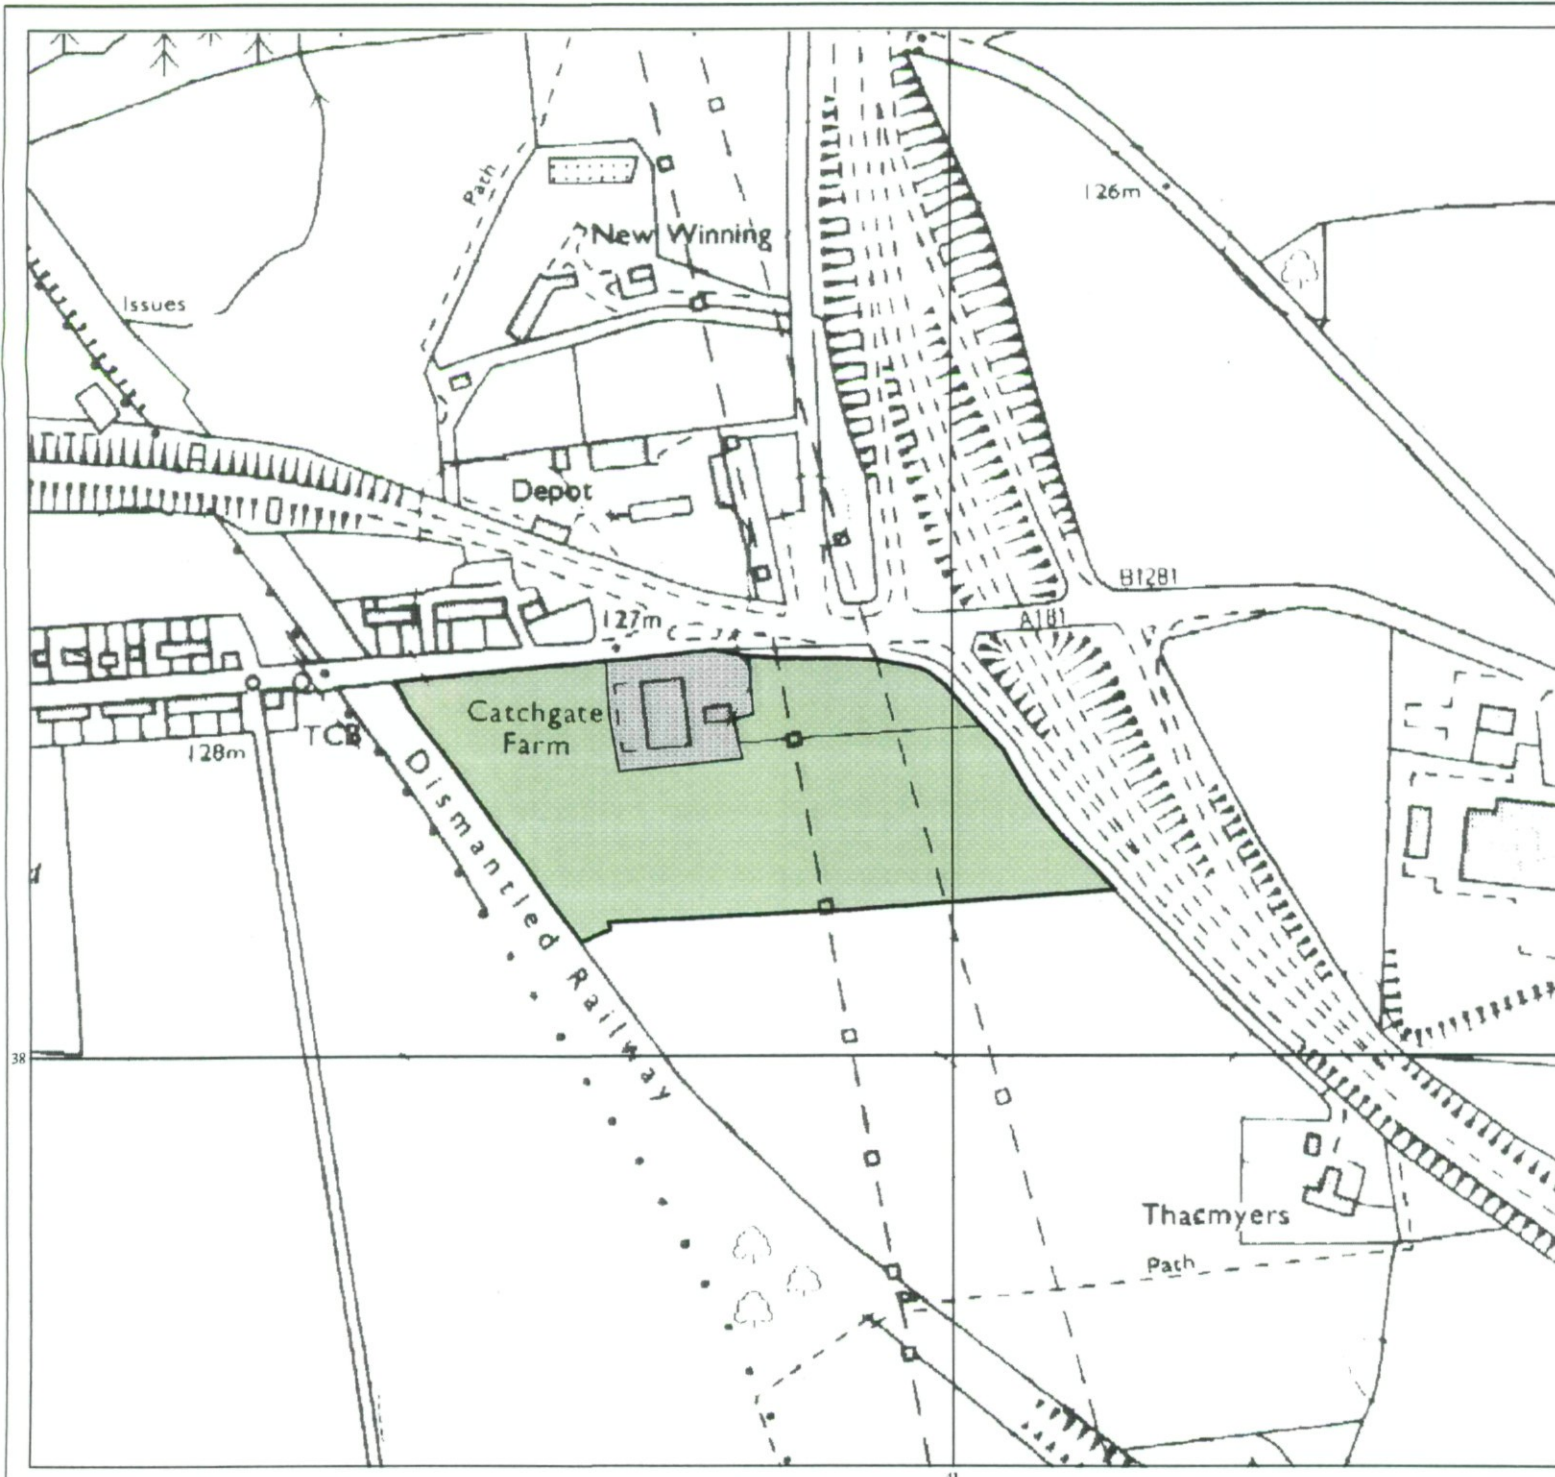 126m
Path
New Winning
Issues
Depot
B1281
A181
127m
Catchgate
Farm
TCB
128m
Dismantled Railway
38
Thacmyers
Path